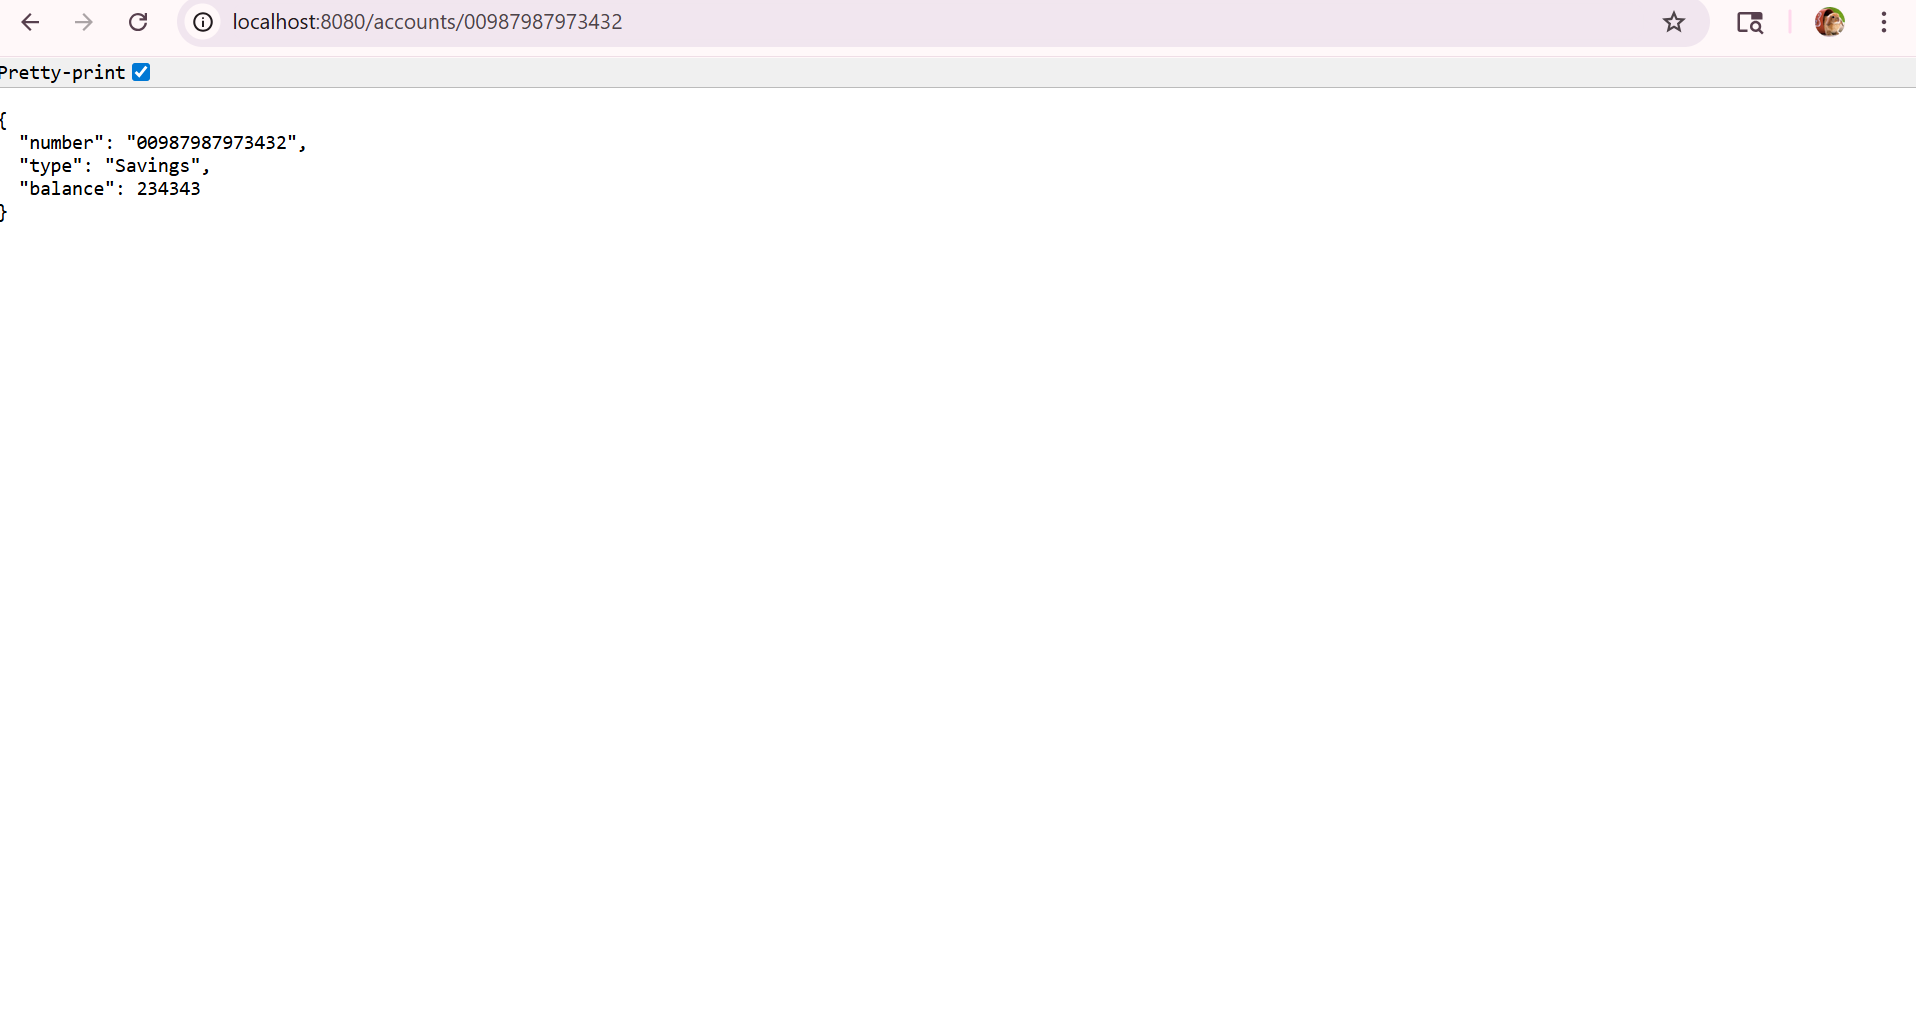 localhost:8080/accounts/00987987973432
Pretty-print
{
  "number": "00987987973432",
  "type": "Savings",
  "balance": 234343
}